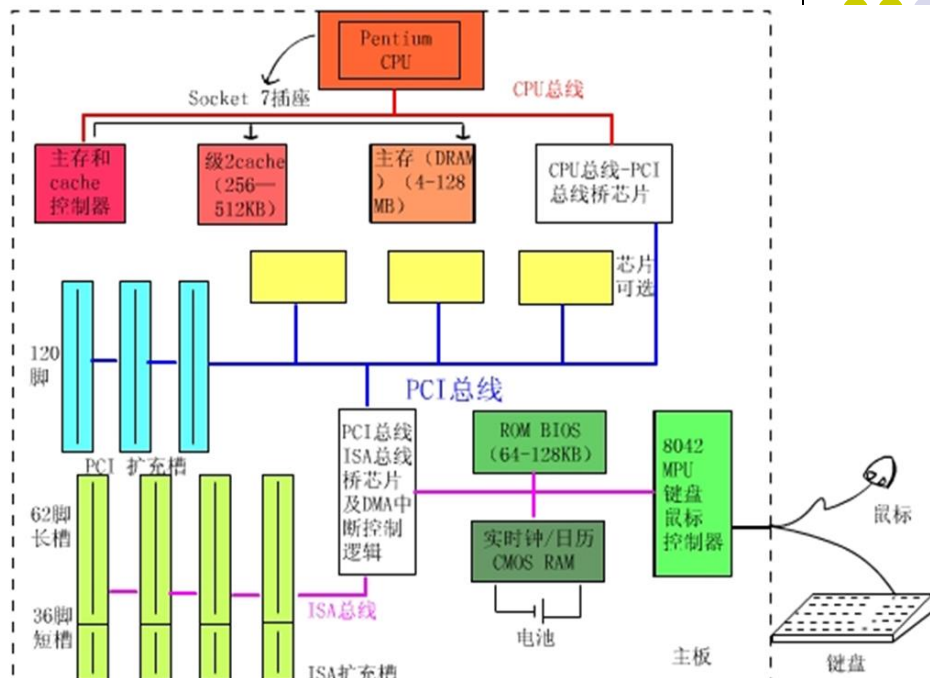 Pentium
CPU
CPU总线
Socket 7插座
主存和
cache
控制器
级2cache
(256—
512KB)
主存 (DRAM
) (4-128
MB)
CPU总线-PCI
总线桥芯片
芯片
可选
120
脚
PCI总线
PCI 扩充槽
PCI总线
ISA总线
桥芯片
及DMA中
断控制
逻辑
ROM BIOS
(64-128KB)
8042
MPU
键盘
鼠标
控制器
鼠标
62脚
长槽
实时钟/日历
CMOS RAM
ISA总线
36脚
短槽
电池
主板
键盘
ISA扩充槽